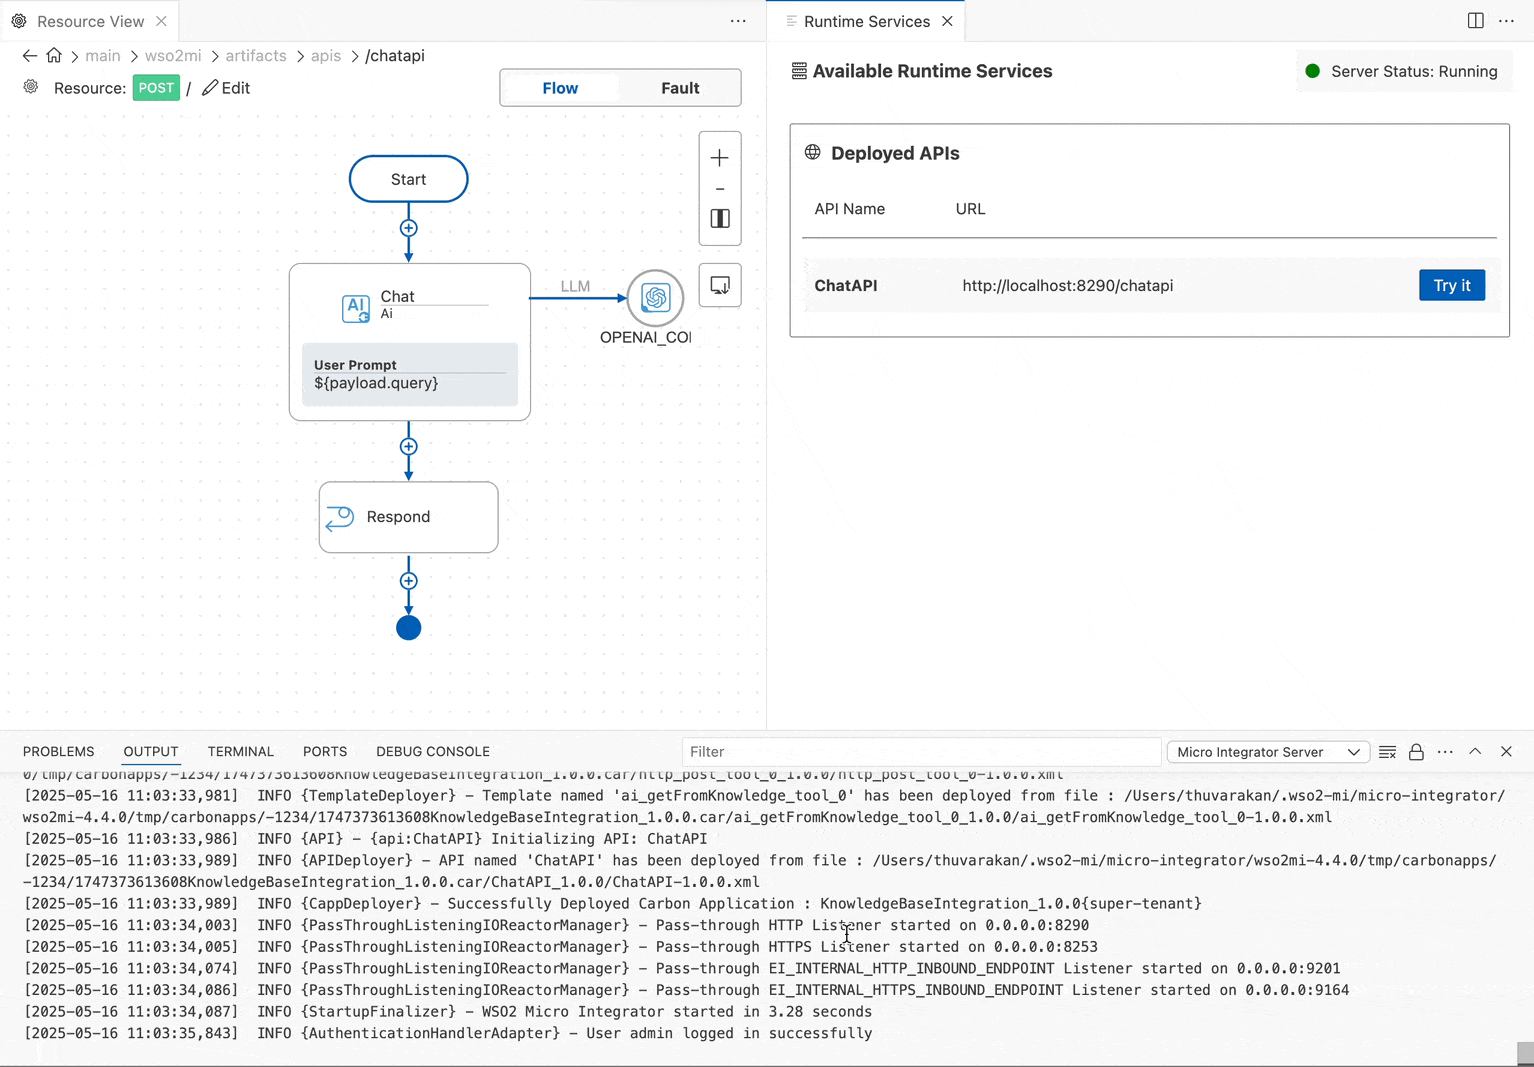 Resource View
Runtime Services
main > wso2mi > artifacts > apis > /chatapi
Resource: POST / Edit
Flow
Fault
Start
Chat
Ai
AI
LLM
OPENAI_COI
User Prompt
${payload.query}
Respond
Available Runtime Services
Server Status: Running
Deployed APIs
API Name URL
ChatAPI http://localhost:8290/chatapi Try it
PROBLEMS OUTPUT TERMINAL PORTS DEBUG CONSOLE Filter Micro Integrator Server
0/tmp/carbonapps/-1234/1747373613608KnowledgeBaseIntegration_1.0.0.car/http_post_tool_0_1.0.0/http_post_tool_0-1.0.0.xml
[2025-05-16 11:03:33,981]  INFO {TemplateDeployer} – Template named 'ai_getFromKnowledge_tool_0' has been deployed from file : /Users/thuvarakan/.wso2-mi/micro-integrator/
wso2mi-4.4.0/tmp/carbonapps/-1234/1747373613608KnowledgeBaseIntegration_1.0.0.car/ai_getFromKnowledge_tool_0_1.0.0/ai_getFromKnowledge_tool_0-1.0.0.xml
[2025-05-16 11:03:33,986]  INFO {API} – {api:ChatAPI} Initializing API: ChatAPI
[2025-05-16 11:03:33,989]  INFO {APIDeployer} – API named 'ChatAPI' has been deployed from file : /Users/thuvarakan/.wso2-mi/micro-integrator/wso2mi-4.4.0/tmp/carbonapps/
-1234/1747373613608KnowledgeBaseIntegration_1.0.0.car/ChatAPI_1.0.0/ChatAPI-1.0.0.xml
[2025-05-16 11:03:33,989]  INFO {CappDeployer} – Successfully Deployed Carbon Application : KnowledgeBaseIntegration_1.0.0{super-tenant}
[2025-05-16 11:03:34,003]  INFO {PassThroughListeningIOReactorManager} – Pass-through HTTP Listener started on 0.0.0.0:8290
[2025-05-16 11:03:34,005]  INFO {PassThroughListeningIOReactorManager} – Pass-through HTTPS Listener started on 0.0.0.0:8253
[2025-05-16 11:03:34,074]  INFO {PassThroughListeningIOReactorManager} – Pass-through EI_INTERNAL_HTTP_INBOUND_ENDPOINT Listener started on 0.0.0.0:9201
[2025-05-16 11:03:34,086]  INFO {PassThroughListeningIOReactorManager} – Pass-through EI_INTERNAL_HTTPS_INBOUND_ENDPOINT Listener started on 0.0.0.0:9164
[2025-05-16 11:03:34,087]  INFO {StartupFinalizer} – WSO2 Micro Integrator started in 3.28 seconds
[2025-05-16 11:03:35,843]  INFO {AuthenticationHandlerAdapter} – User admin logged in successfully